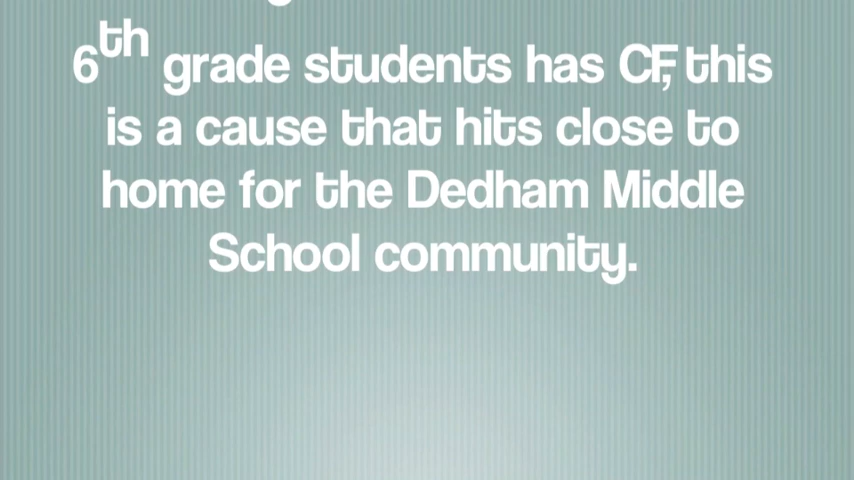 6th grade students has CF, this
is a cause that hits close to
home for the Dedham Middle
School community.